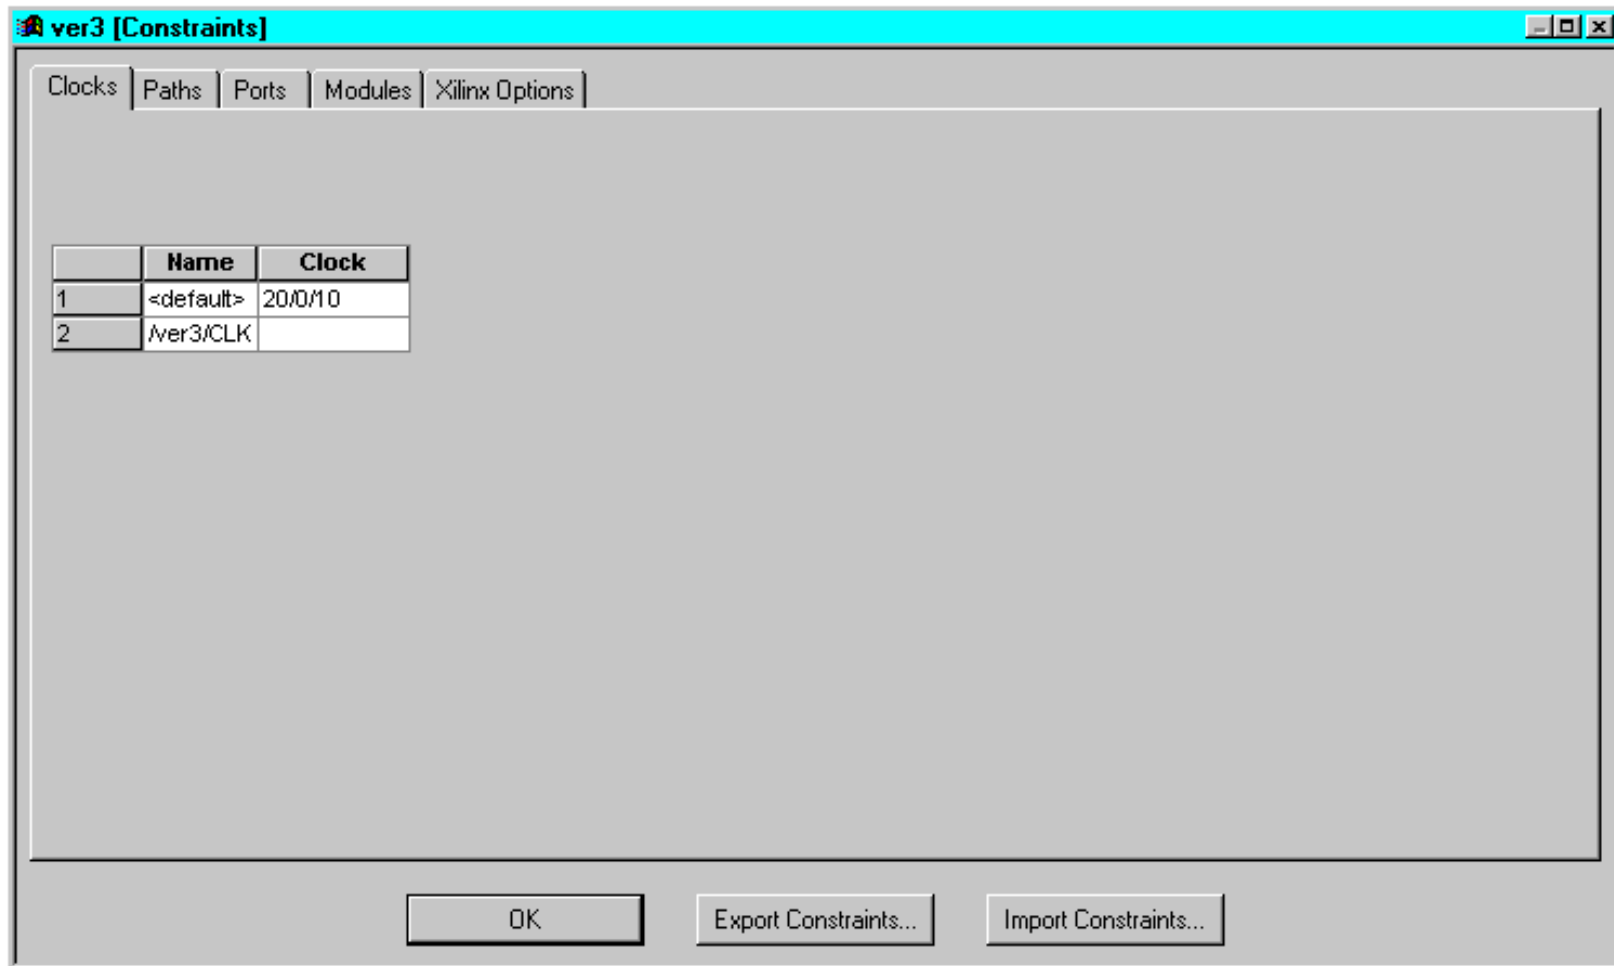 ver3 [Constraints]
Clocks Paths Ports Modules Xilinx Options
Name Clock
1 <default> 20/0/10
2 /ver3/CLK
OK Export Constraints... Import Constraints...